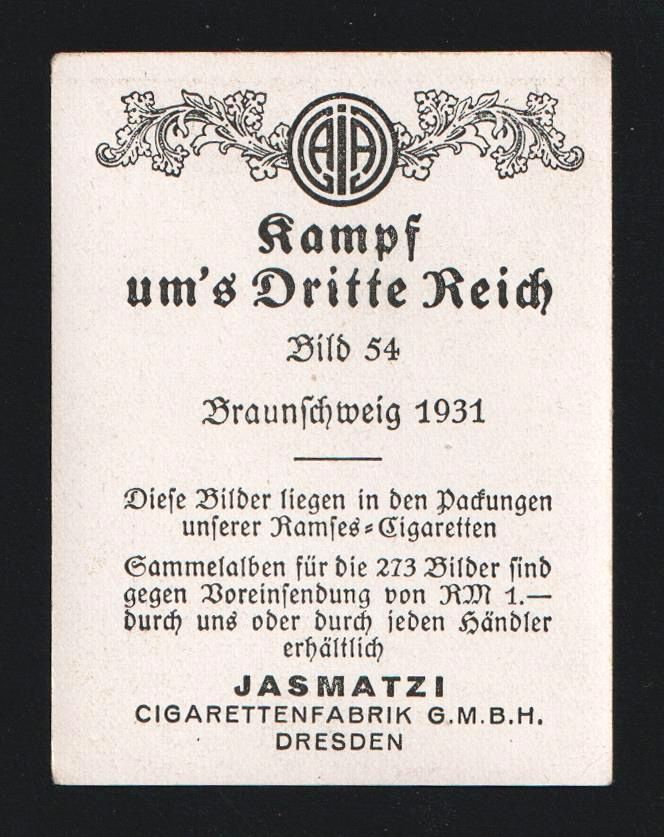 Kampf
um's Dritte Reich
Bild 54
Braunschweig 1931
Diese Bilder liegen in den Packungen
unserer Ramses=Cigaretten
Sammelalben für die 273 Bilder sind
gegen Voreinsendung von RM 1.—
durch uns oder durch jeden Händler
erhältlich
JASMATZI
CIGARETTENFABRIK G.M.B.H.
DRESDEN